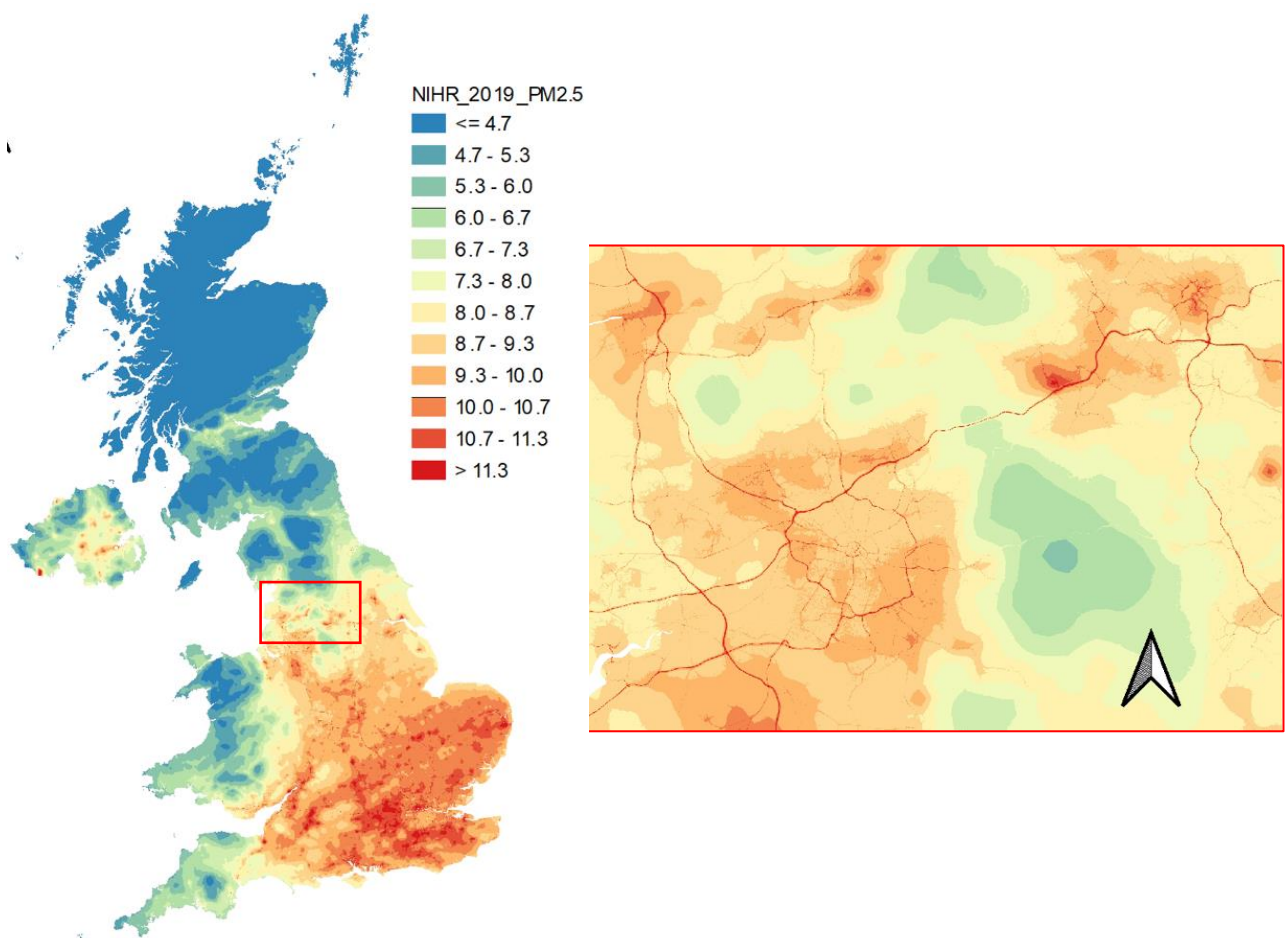 NIHR_2019_PM2.5
<= 4.7
4.7 - 5.3
5.3 - 6.0
6.0 - 6.7
6.7 - 7.3
7.3 - 8.0
8.0 - 8.7
8.7 - 9.3
9.3 - 10.0
10.0 - 10.7
10.7 - 11.3
> 11.3